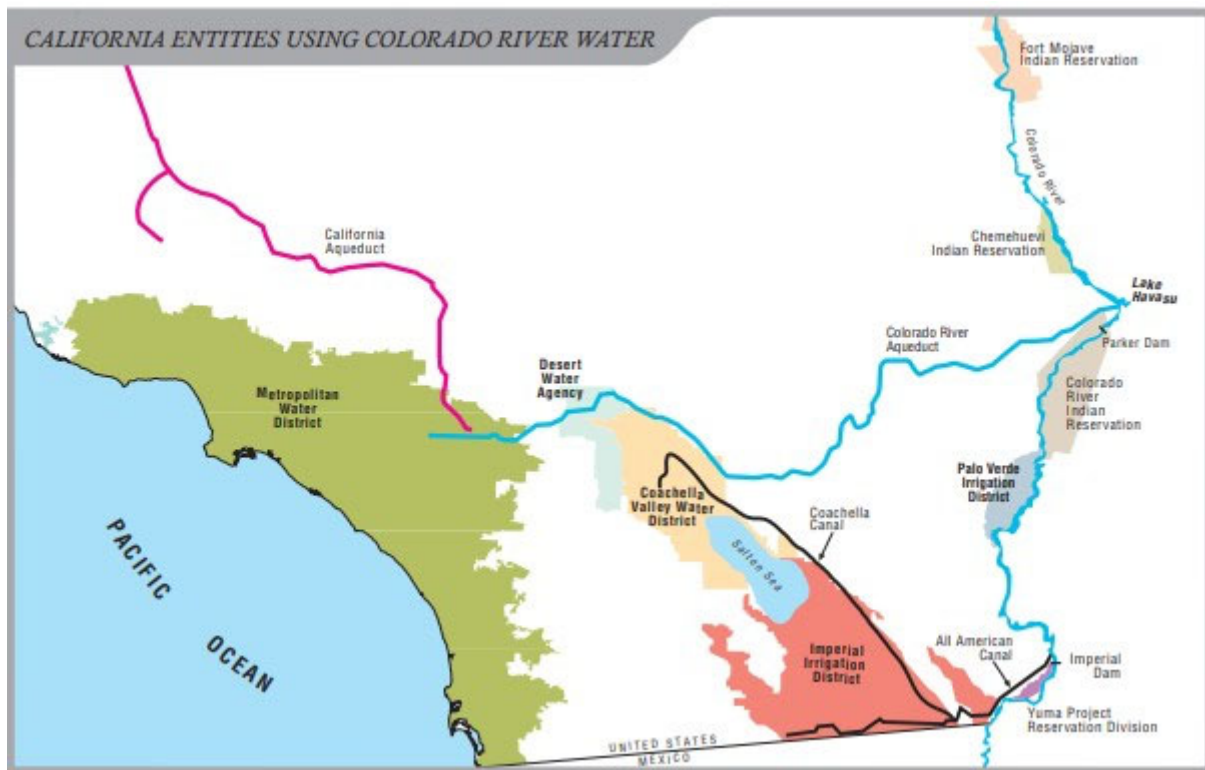 CALIFORNIA ENTITIES USING COLORADO RIVER WATER
Fort Mojave
Indian Reservation
Colorado River
California
Aqueduct
Chemehuevi
Indian Reservation
Lake
Havasu
Colorado River
Aqueduct
Parker Dam
Desert
Water
Agency
Metropolitan
Water
District
Colorado
River
Indian
Reservation
Palo Verde
Irrigation
District
Coachella
Valley Water
District
Coachella
Canal
Salton Sea
PACIFIC
OCEAN
Imperial
Irrigation
District
All American
Canal
Imperial
Dam
Yuma Project
Reservation Division
UNITED STATES
MEXICO